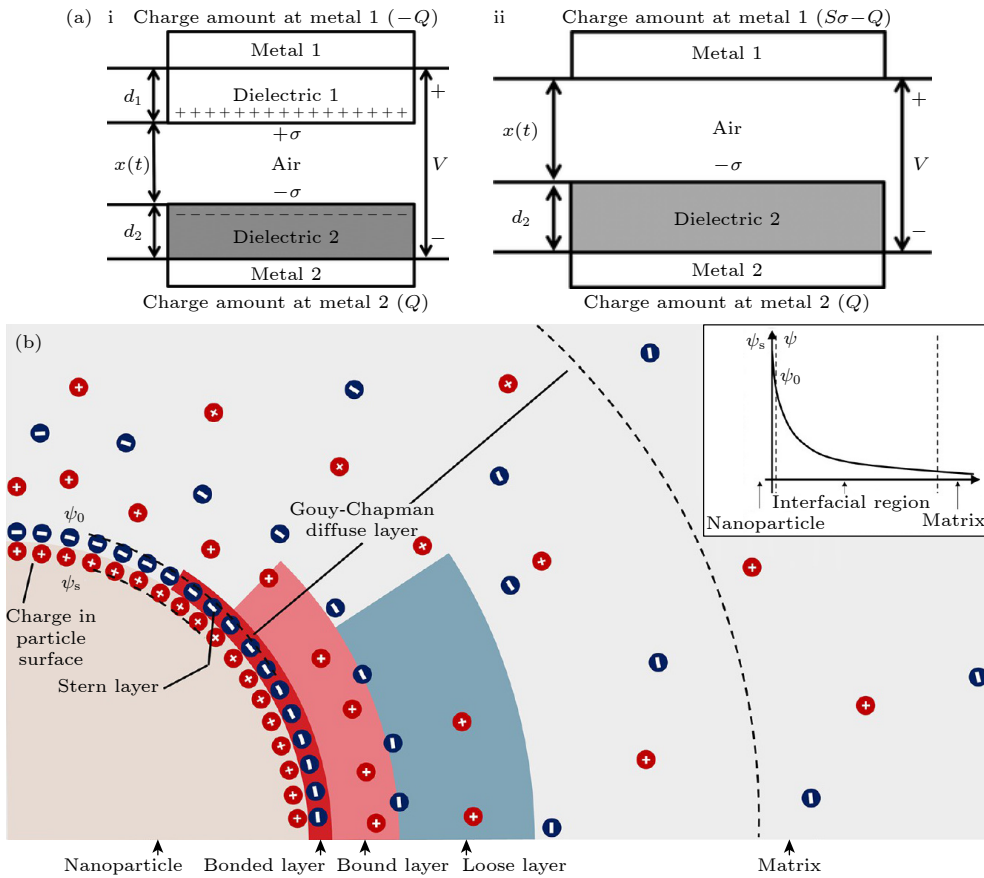 (a) i Charge amount at metal 1 (−Q)
Metal 1
d₁
Dielectric 1
+
+ + + + + + + + + + + + + + + +
+σ
x(t)
Air
V
−σ
− − − − − − − − − − − − − −
d₂
Dielectric 2
−
Metal 2
Charge amount at metal 2 (Q)
ii Charge amount at metal 1 (Sσ−Q)
Metal 1
+
x(t)
Air
V
−σ
d₂
Dielectric 2
−
Metal 2
Charge amount at metal 2 (Q)
(b)
ψₛ ψ
ψ₀
Interfacial region
Nanoparticle
Matrix
ψ₀
Gouy-Chapman
diffuse layer
ψₛ
Charge in
particle
surface
Stern layer
Nanoparticle Bonded layer Bound layer Loose layer Matrix